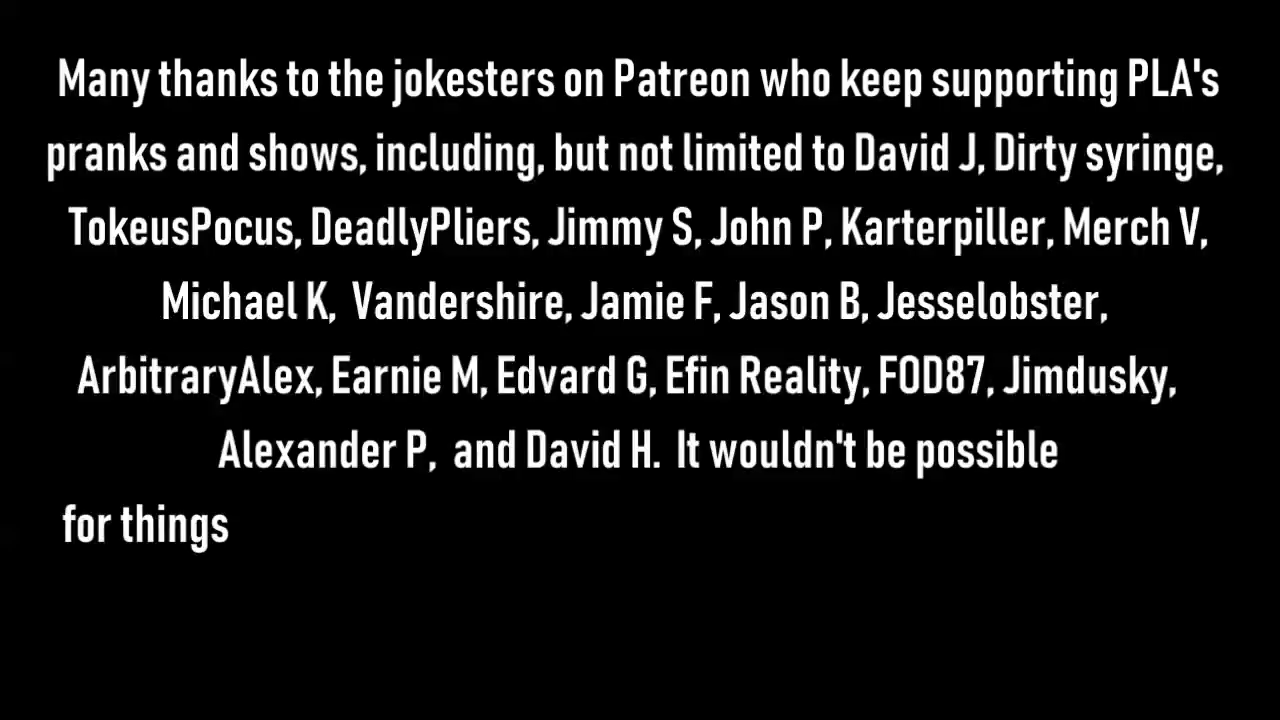 Many thanks to the jokesters on Patreon who keep supporting PLA's
pranks and shows, including, but not limited to David J, Dirty syringe,
TokeusPocus, DeadlyPliers, Jimmy S, John P, Karterpiller, Merch V,
Michael K, Vandershire, Jamie F, Jason B, Jesselobster,
ArbitraryAlex, Earnie M, Edvard G, Efin Reality, FOD87, Jimdusky,
Alexander P, and David H. It wouldn't be possible
for things